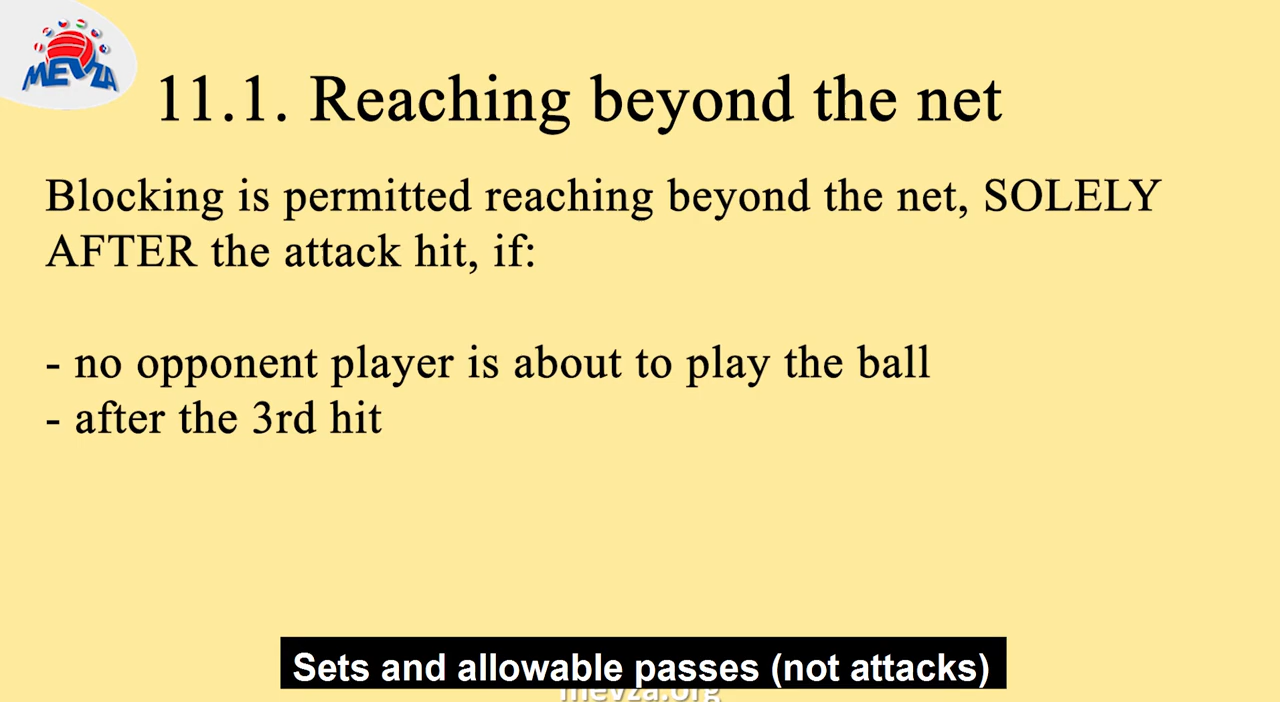 MEVZA
11.1. Reaching beyond the net
Blocking is permitted reaching beyond the net, SOLELY
AFTER the attack hit, if:
- no opponent player is about to play the ball
- after the 3rd hit
Sets and allowable passes (not attacks)
mevza.org